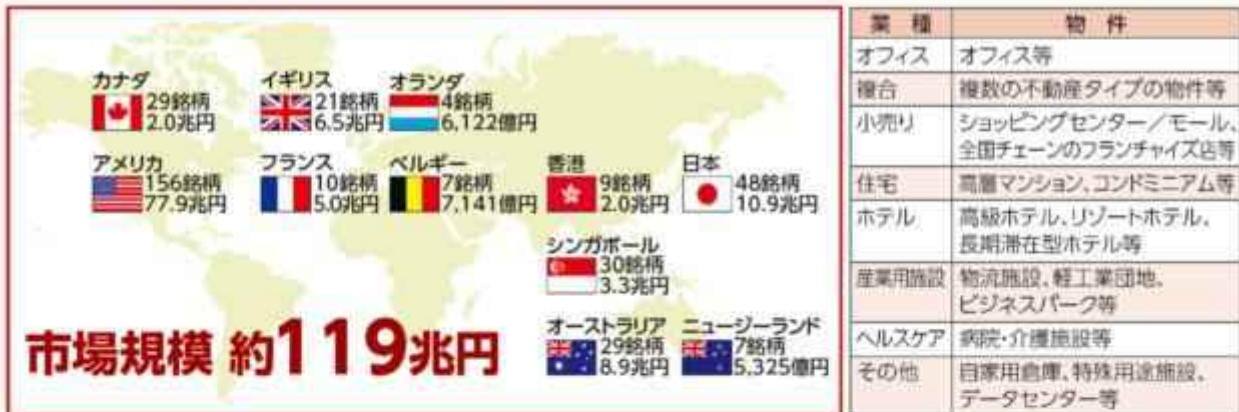 カナダ
29銘柄
2.0兆円
イギリス
21銘柄
6.5兆円
オランダ
4銘柄
6,122億円
アメリカ
156銘柄
77.9兆円
フランス
10銘柄
5.0兆円
ベルギー
7銘柄
7,141億円
香港
9銘柄
2.0兆円
日本
48銘柄
10.9兆円
シンガポール
30銘柄
3.3兆円
オーストラリア
29銘柄
8.9兆円
ニュージーランド
7銘柄
5,325億円
市場規模 約119兆円
業種 物件
オフィス オフィス等
複合 複数の不動産タイプの物件等
小売り ショッピングセンター／モール、
全国チェーンのフランチャイズ店等
住宅 高層マンション、コンドミニアム等
ホテル 高級ホテル、リゾートホテル、
長期滞在型ホテル等
産業用施設 物流施設、軽工業団地、
ビジネスパーク等
ヘルスケア 病院・介護施設等
その他 自家用倉庫、特殊用途施設、
データセンター等